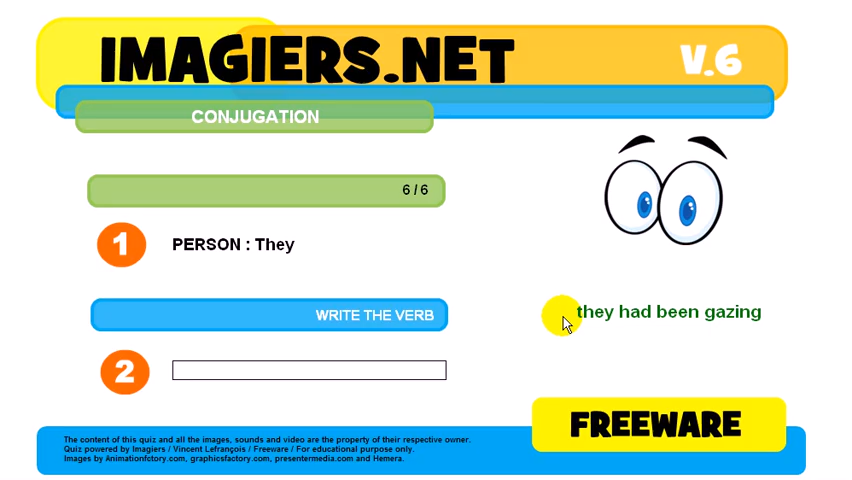 IMAGIERS.NET
V.6
CONJUGATION
6 / 6
1
PERSON : They
WRITE THE VERB
they had been gazing
2
FREEWARE
The content of this quiz and all the images, sounds and video are the property of their respective owner.
Quiz powered by Imagiers / Vincent Lefrançois / Freeware / For educational purpose only.
Images by Animationfctory.com, graphicsfactory.com, presentermedia.com and Hemera.